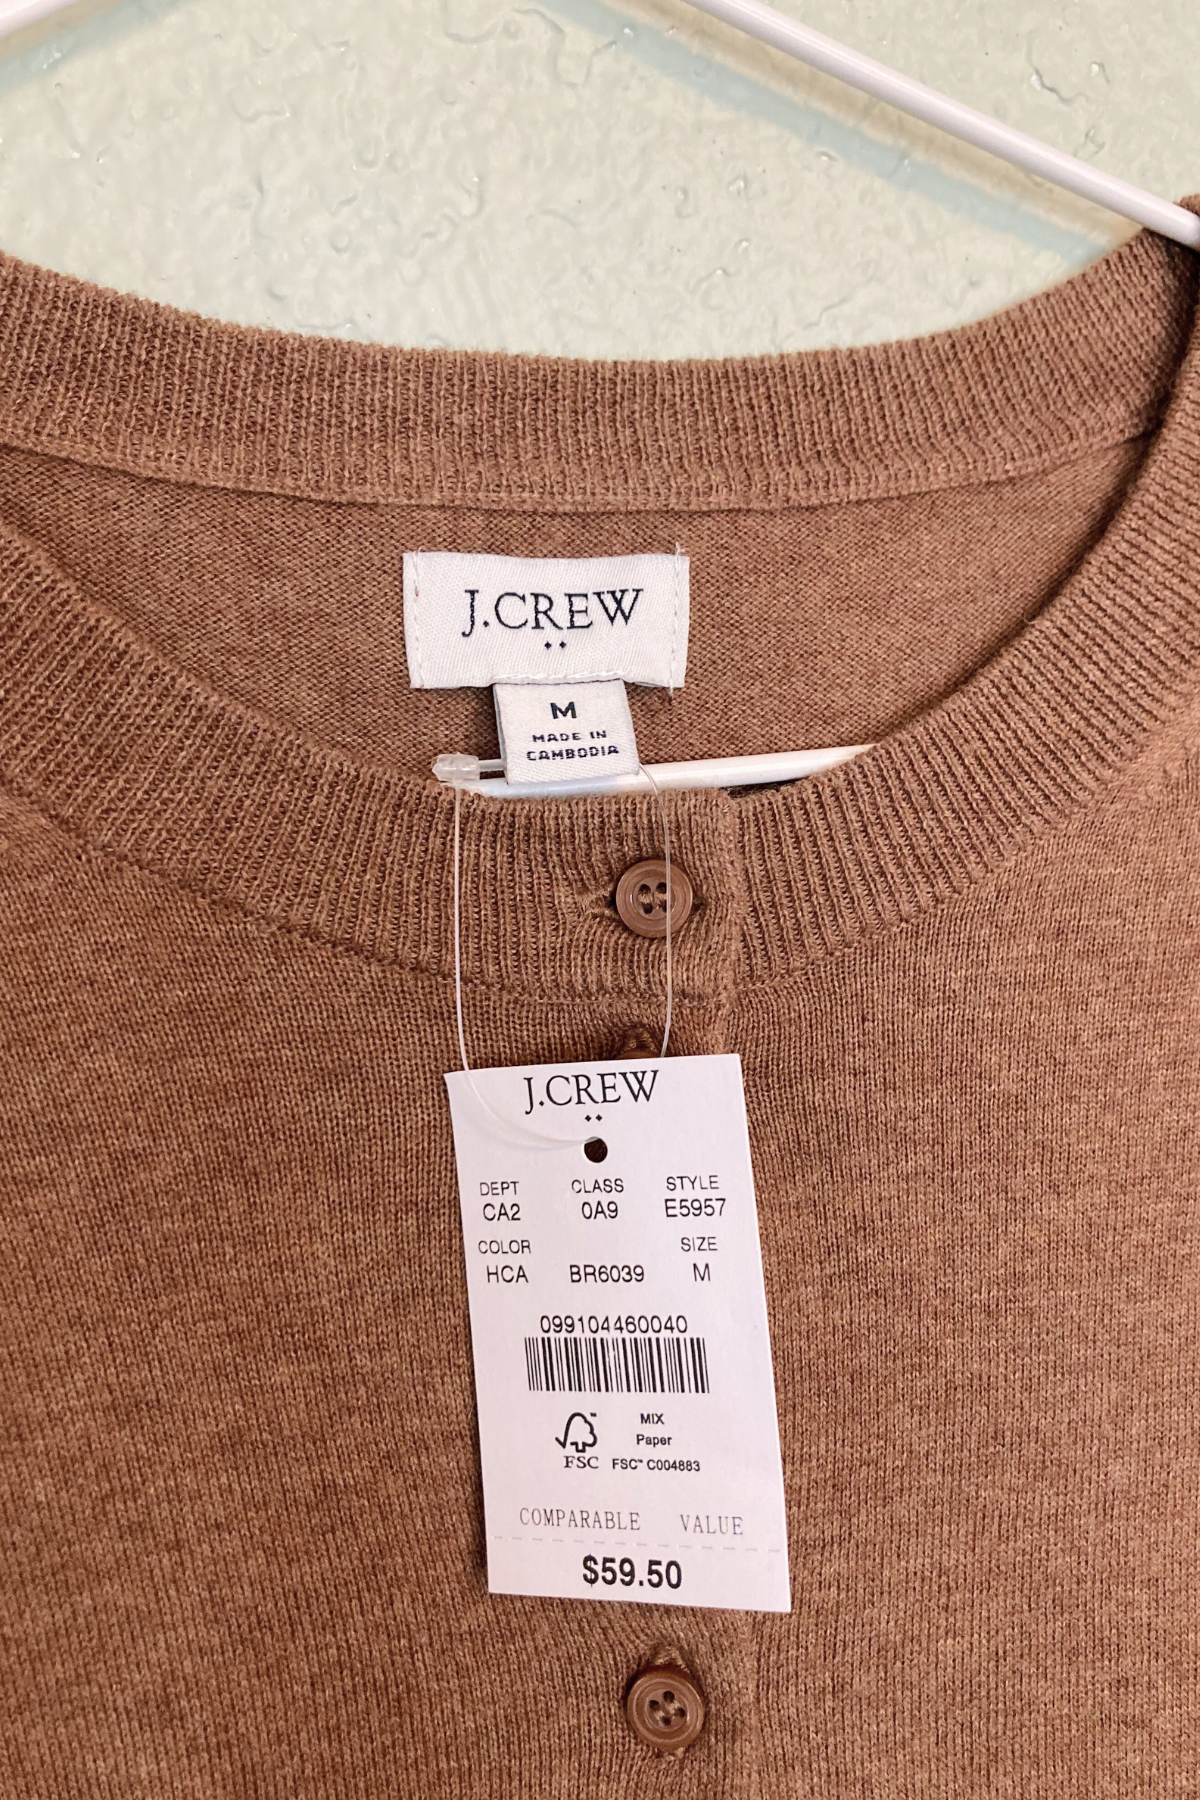 J.CREW
M
MADE IN
CAMBODIA
J.CREW
DEPT CLASS STYLE
CA2 0A9 E5957
COLOR SIZE
HCA BR6039 M
099104460040
FSC™
MIX
Paper
FSC™ C004883
COMPARABLE VALUE
$59.50